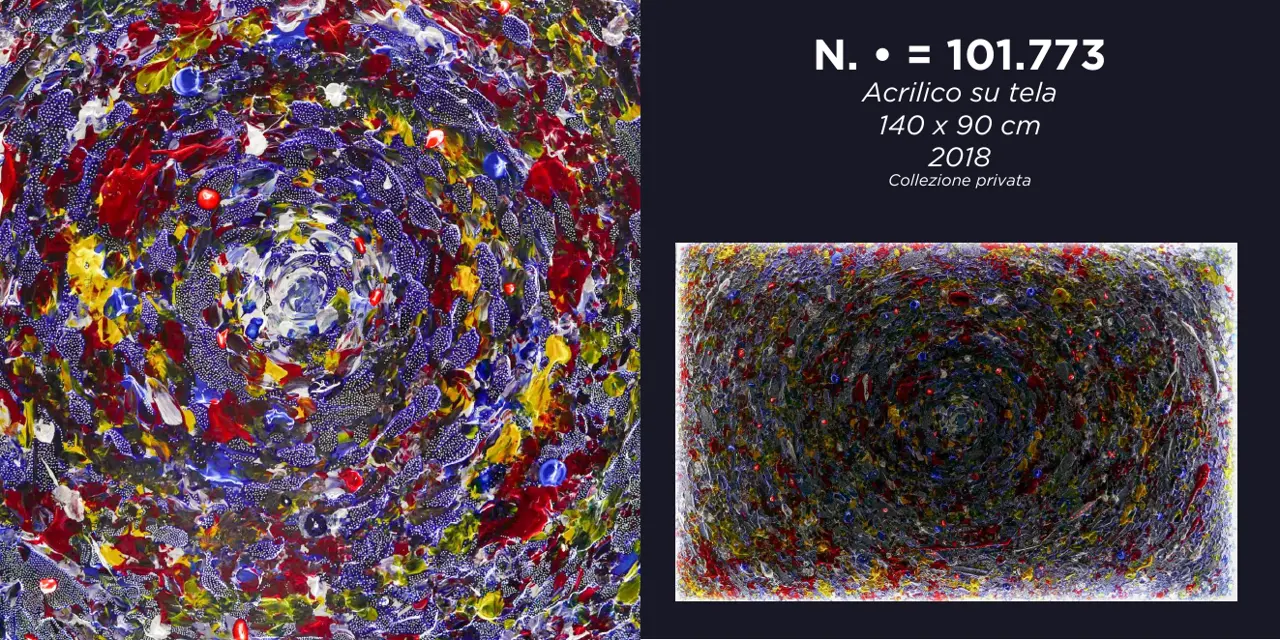 N. • = 101.773
Acrilico su tela
140 x 90 cm
2018
Collezione privata